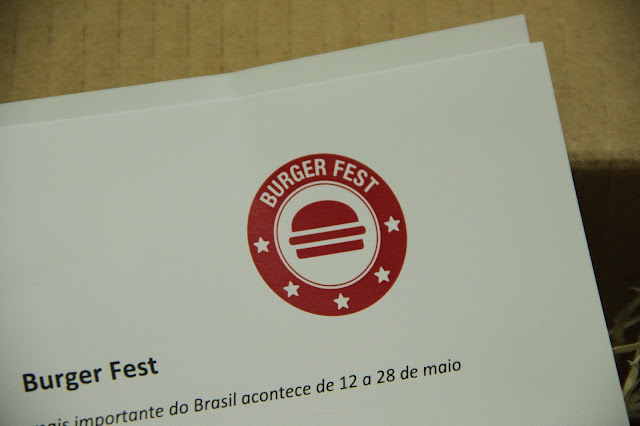 BURGER FEST
Burger Fest
mais importante do Brasil acontece de 12 a 28 de maio